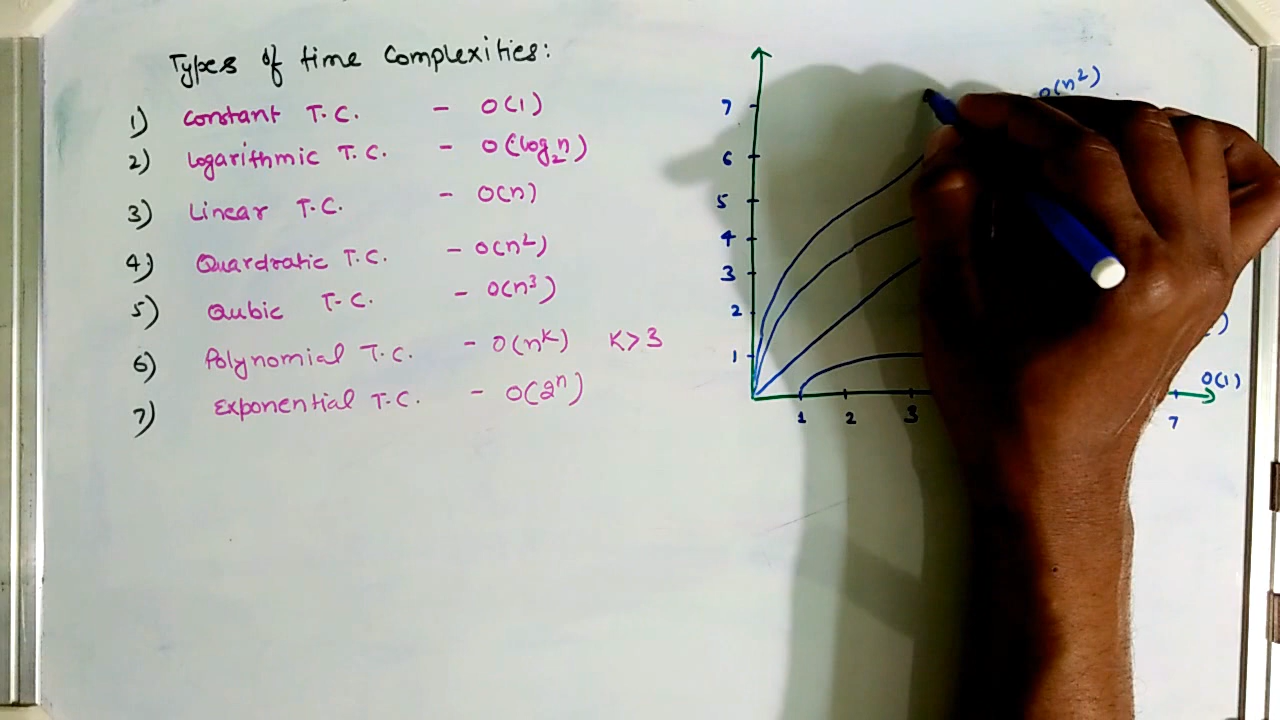 Types of time Complexities:
1) Constant T.C. - O(1)
2) Logarithmic T.C. - O(log₂n)
3) Linear T.C. - O(n)
4) Quardratic T.C. - O(n²)
5) Qubic T-C. - O(n³)
6) Polynomial T.C. - O(nᵏ) K>3
7) Exponential T.C. - O(2ⁿ)
O(n²)
7
6
5
4
3
2
1
)
O(1)
1 2 3 7